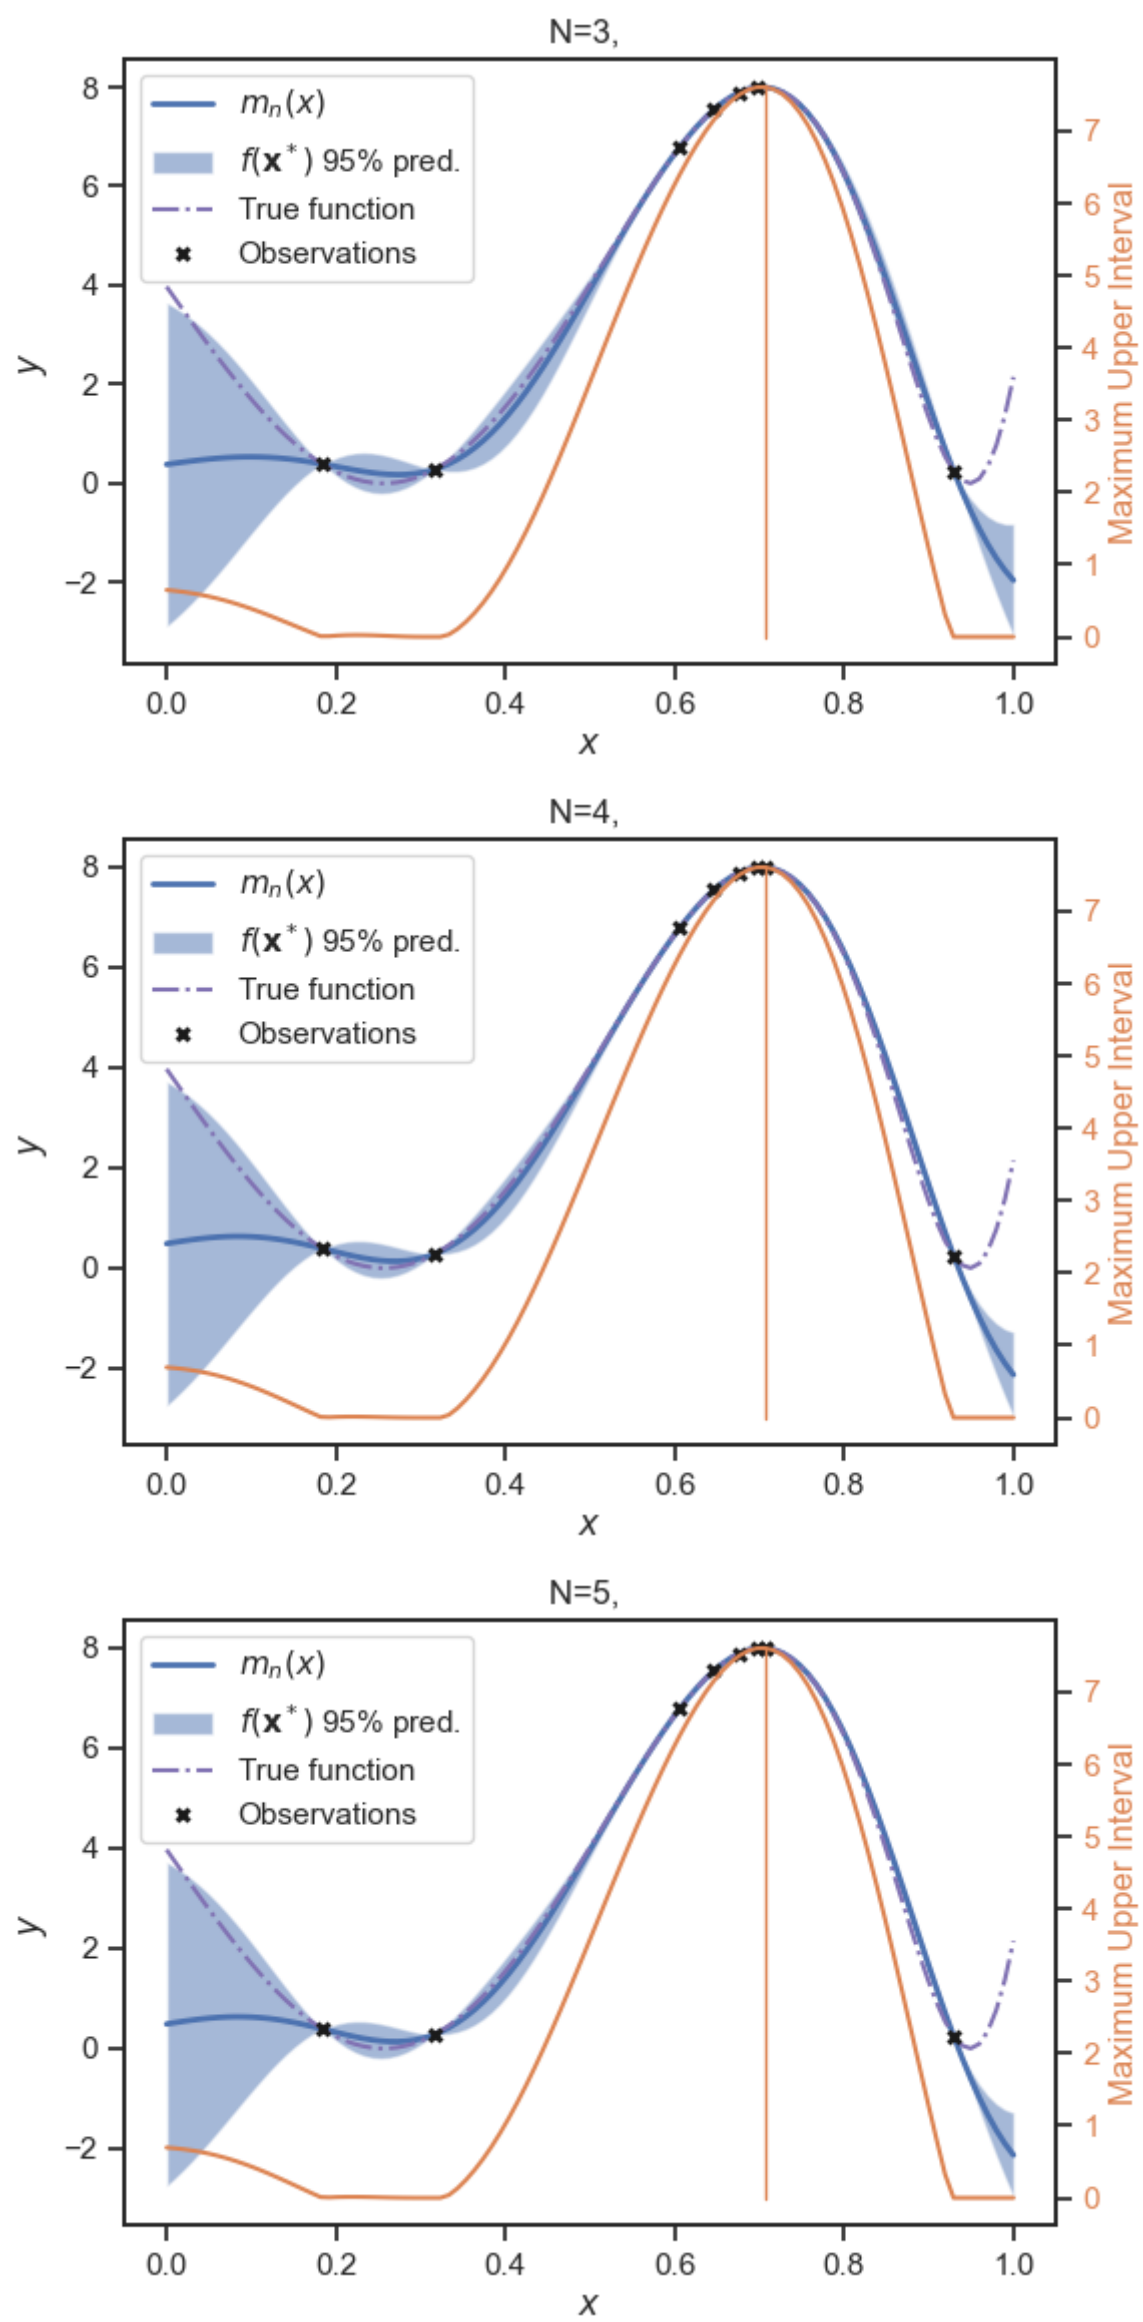 N=3,
8
6
4
2
0
−2
y
mₙ(x)
f(𝐱*) 95% pred.
True function
Observations
7
6
5
4
3
2
1
0
Maximum Upper Interval
0.0 0.2 0.4 0.6 0.8 1.0
x
N=4,
8
6
4
2
0
−2
y
mₙ(x)
f(𝐱*) 95% pred.
True function
Observations
7
6
5
4
3
2
1
0
Maximum Upper Interval
0.0 0.2 0.4 0.6 0.8 1.0
x
N=5,
8
6
4
2
0
−2
y
mₙ(x)
f(𝐱*) 95% pred.
True function
Observations
7
6
5
4
3
2
1
0
Maximum Upper Interval
0.0 0.2 0.4 0.6 0.8 1.0
x